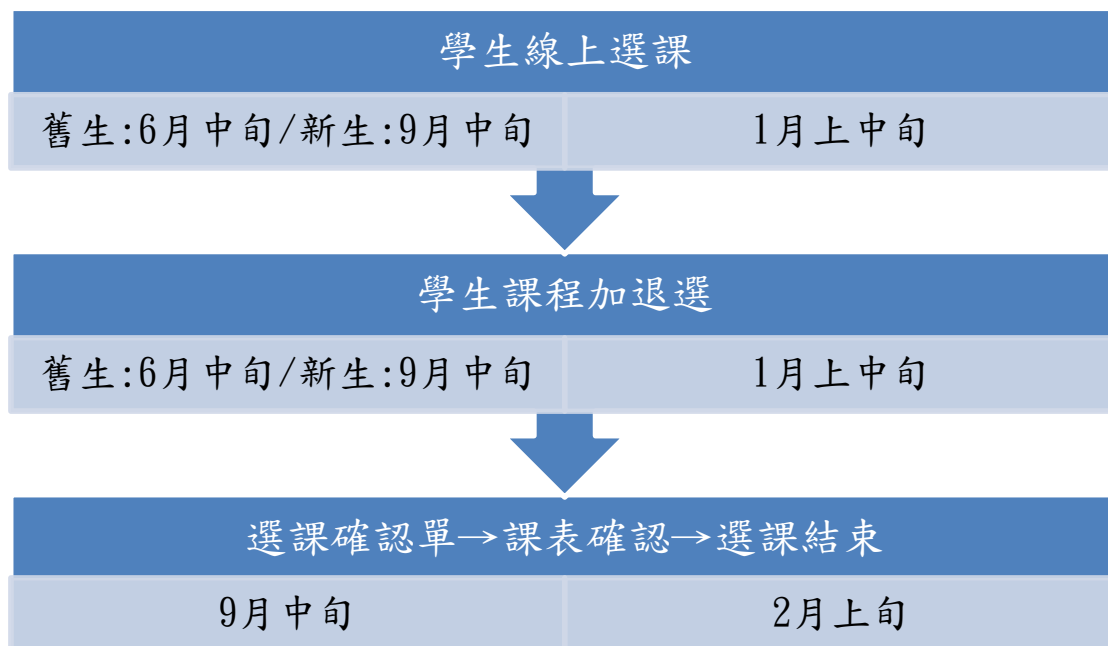 學生線上選課
舊生:6月中旬/新生:9月中旬
1月上中旬
學生課程加退選
舊生:6月中旬/新生:9月中旬
1月上中旬
選課確認單→課表確認→選課結束
9月中旬
2月上旬